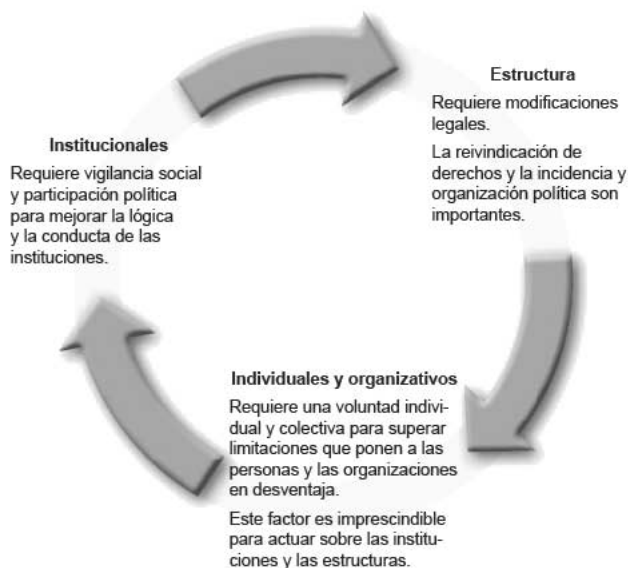 Estructura
Requiere modificaciones
legales.
La reivindicación de
derechos y la incidencia y
organización política son
importantes.
Institucionales
Requiere vigilancia social
y participación política
para mejorar la lógica
y la conducta de las
instituciones.
Individuales y organizativos
Requiere una voluntad indivi-
dual y colectiva para superar
limitaciones que ponen a las
personas y las organizaciones
en desventaja.
Este factor es imprescindible
para actuar sobre las institu-
ciones y las estructuras.